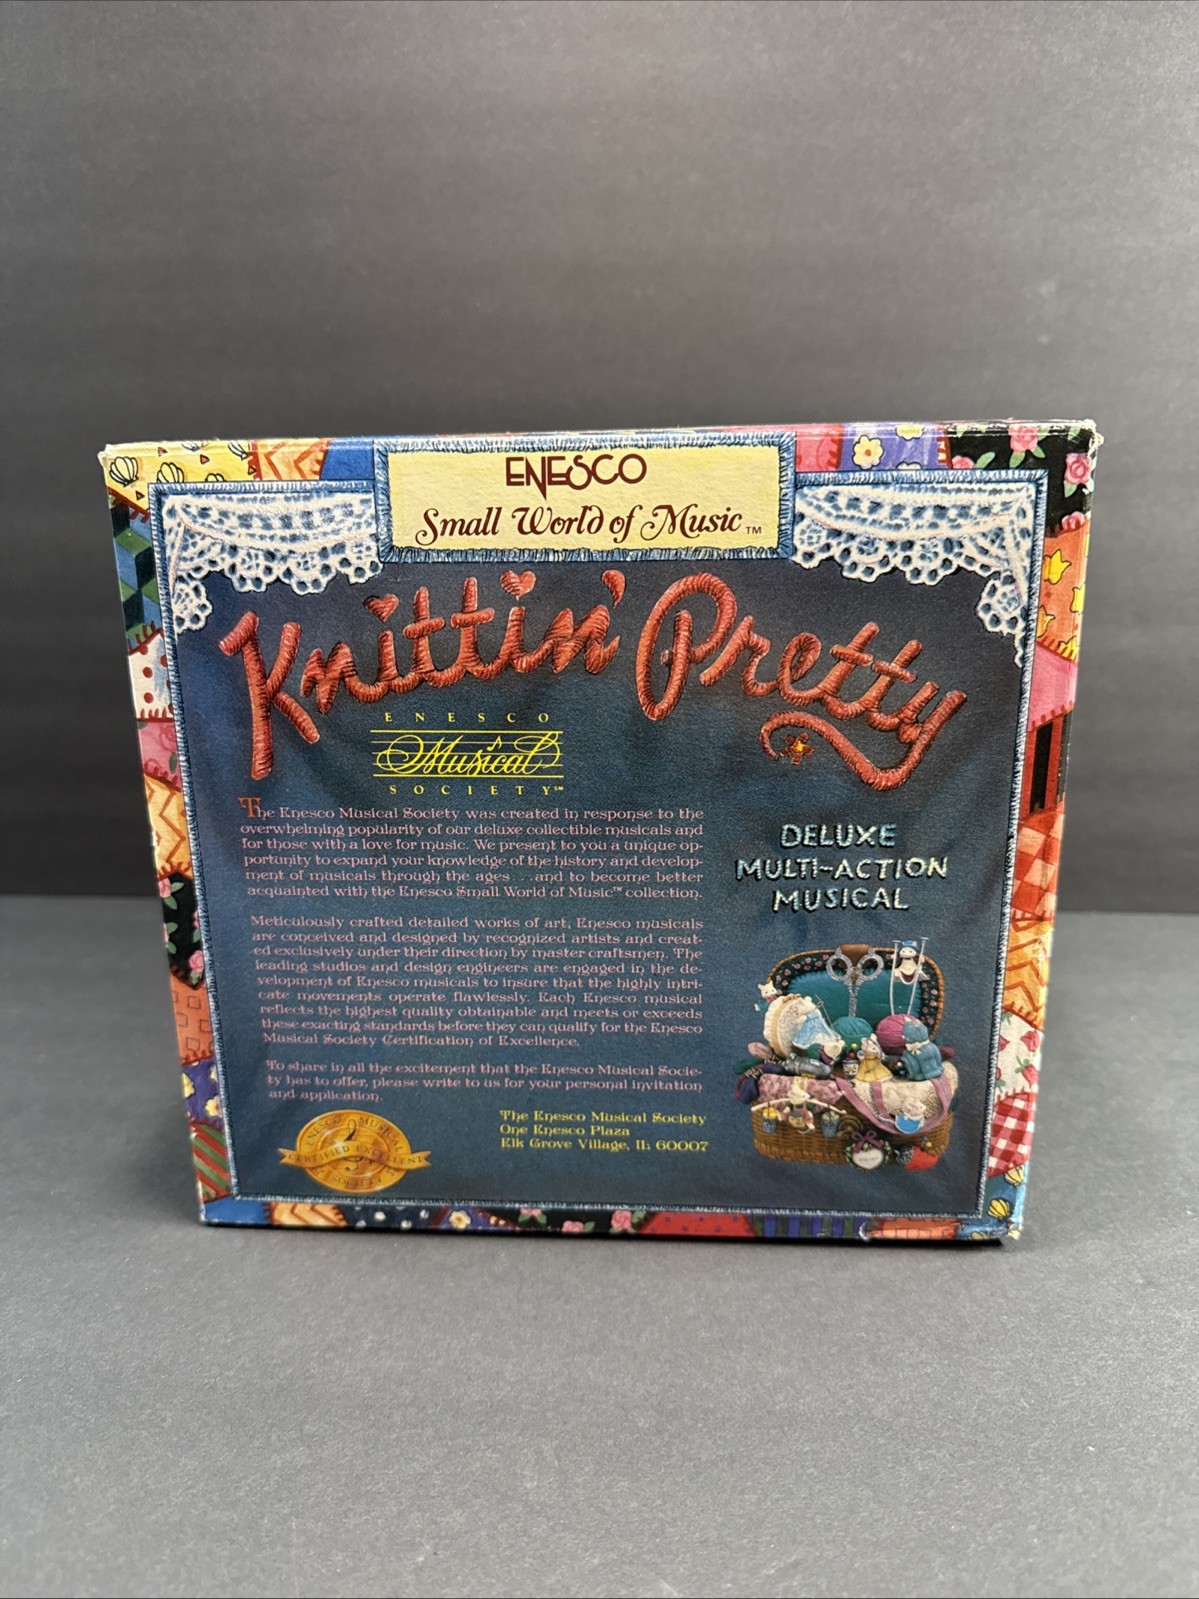 ENESCO
Small World of Music™
Knittin' Pretty
ENESCO
Musical
SOCIETY℠
The Enesco Musical Society was created in response to the
overwhelming popularity of our deluxe collectible musicals and
for those with a love for music. We present to you a unique op-
portunity to expand your knowledge of the history and develop-
ment of musicals through the ages...and to become better
acquainted with the Enesco Small World of Music™ collection.
Meticulously crafted detailed works of art, Enesco musicals
are conceived and designed by recognized artists and creat-
ed exclusively under their direction by master craftsmen. The
leading studios and design engineers are engaged in the de-
velopment of Enesco musicals to insure that the highly intri-
cate movements operate flawlessly. Each Enesco musical
reflects the highest quality obtainable and meets or exceeds
these exacting standards before they can qualify for the Enesco
Musical Society Certification of Excellence.
To share in all the excitement that the Enesco Musical Socie-
ty has to offer, please write to us for your personal invitation
and application.
The Enesco Musical Society
One Enesco Plaza
Elk Grove Village, IL 60007
ENESCO MUSICAL
CERTIFIED EXCELLENT
SOCIETY
DELUXE
MULTI-ACTION
MUSICAL